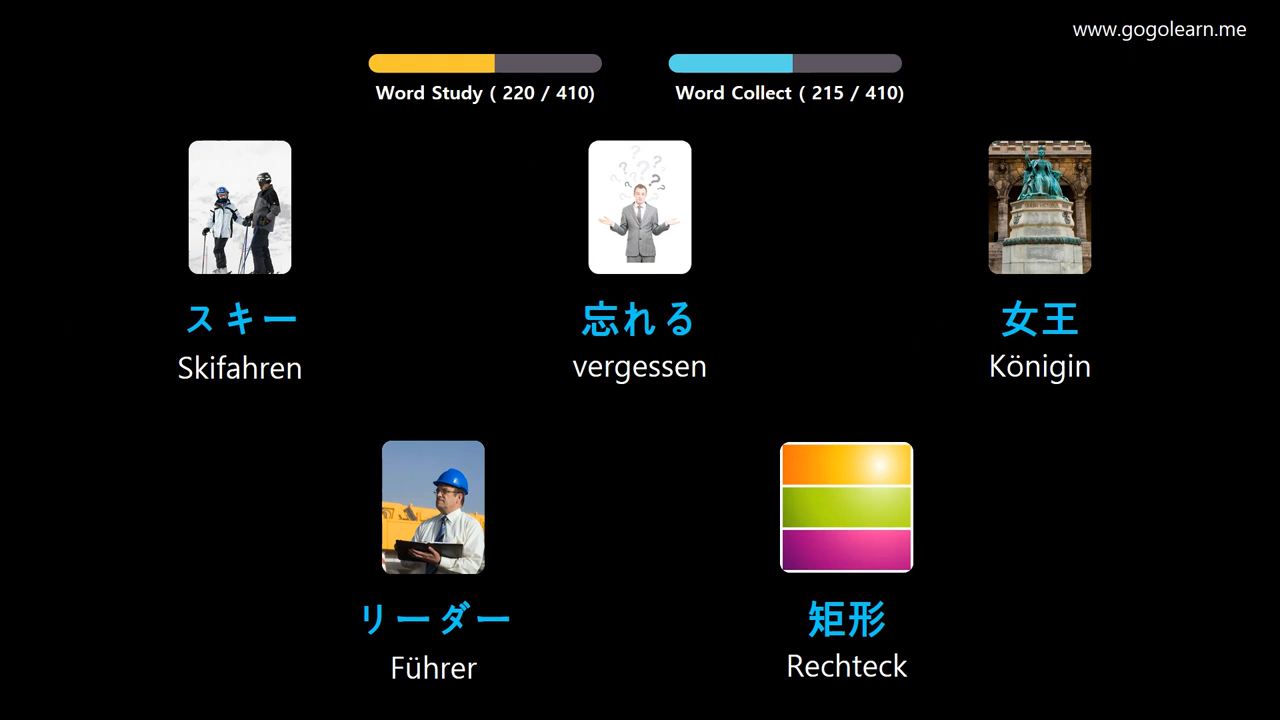 www.gogolearn.me
Word Study ( 220 / 410)
Word Collect ( 215 / 410)
スキー
Skifahren
忘れる
vergessen
女王
Königin
リーダー
Führer
矩形
Rechteck